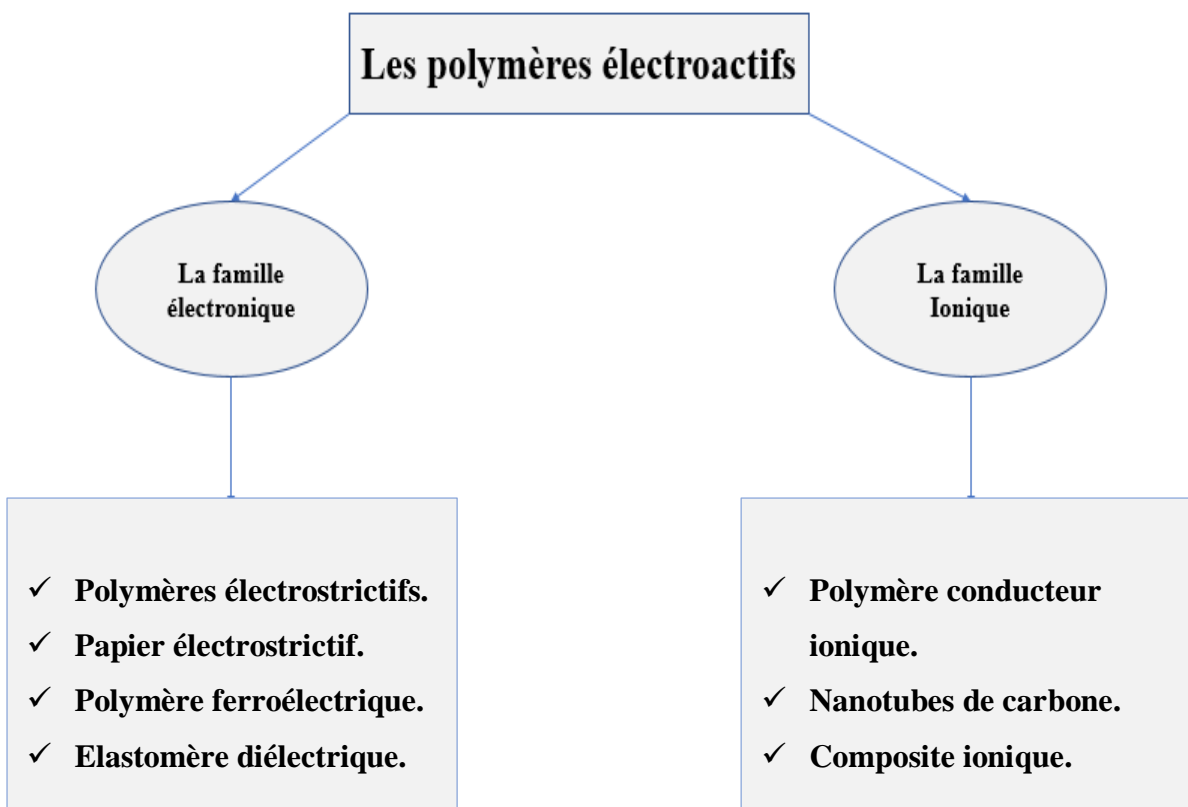 Les polymères électroactifs
La famille
électronique
La famille
Ionique
✓ Polymères électrostrictifs.
✓ Papier électrostrictif.
✓ Polymère ferroélectrique.
✓ Elastomère diélectrique.
✓ Polymère conducteur
ionique.
✓ Nanotubes de carbone.
✓ Composite ionique.